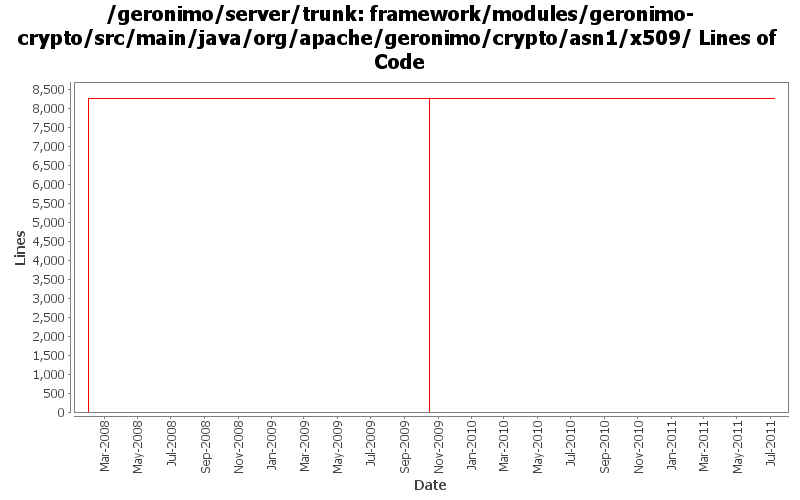 /geronimo/server/trunk: framework/modules/geronimo-
crypto/src/main/java/org/apache/geronimo/crypto/asn1/x509/ Lines of
Code
8,500
8,000
7,500
7,000
6,500
6,000
5,500
5,000
4,500
4,000
3,500
3,000
2,500
2,000
1,500
1,000
500
0
Lines
Mar-2008
May-2008
Jul-2008
Sep-2008
Nov-2008
Jan-2009
Mar-2009
May-2009
Jul-2009
Sep-2009
Nov-2009
Jan-2010
Mar-2010
May-2010
Jul-2010
Sep-2010
Nov-2010
Jan-2011
Mar-2011
May-2011
Jul-2011
Date